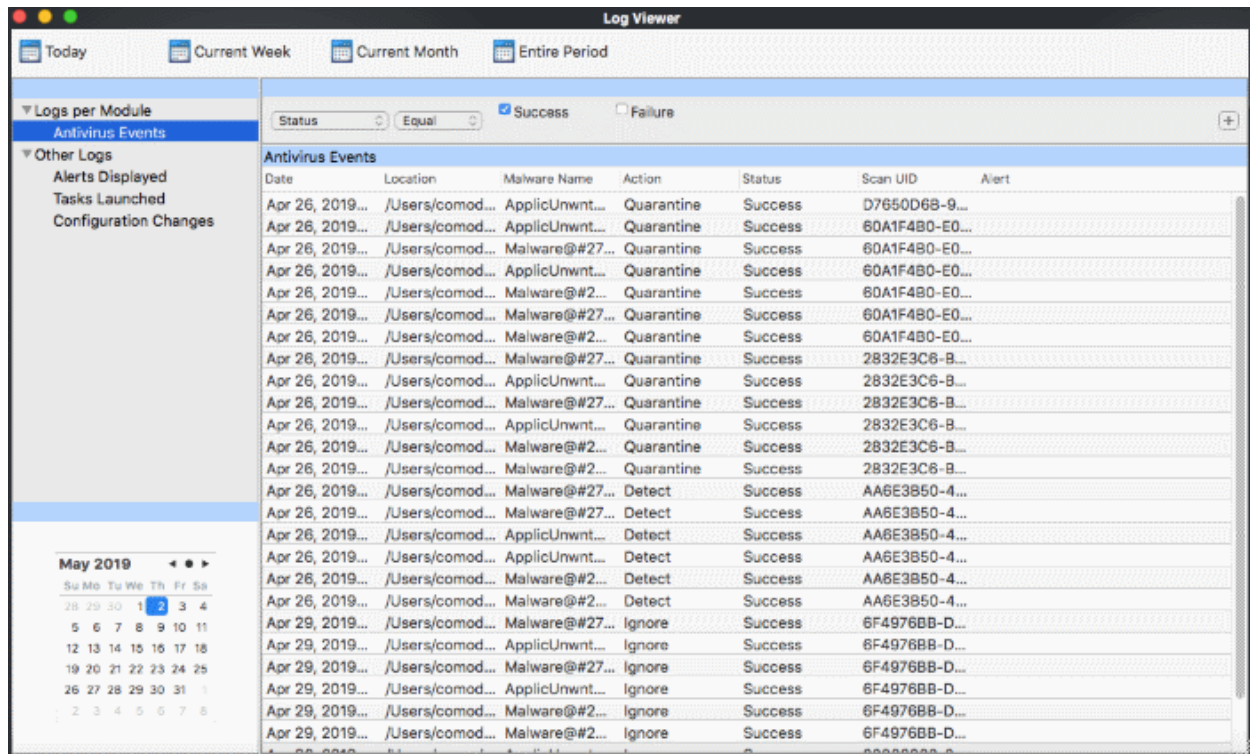 Log Viewer
Today Current Week Current Month Entire Period
Logs per Module
Antivirus Events
Other Logs
Alerts Displayed
Tasks Launched
Configuration Changes
Status Equal Success Failure +
Antivirus Events
Date Location Malware Name Action Status Scan UID Alert
Apr 26, 2019... /Users/comod... ApplicUnwnt... Quarantine Success D7650D6B-9...
Apr 26, 2019... /Users/comod... ApplicUnwnt... Quarantine Success 60A1F4B0-E0...
Apr 26, 2019... /Users/comod... Malware@#27... Quarantine Success 60A1F4B0-E0...
Apr 26, 2019... /Users/comod... ApplicUnwnt... Quarantine Success 60A1F4B0-E0...
Apr 26, 2019... /Users/comod... Malware@#2... Quarantine Success 60A1F4B0-E0...
Apr 26, 2019... /Users/comod... Malware@#27... Quarantine Success 60A1F4B0-E0...
Apr 26, 2019... /Users/comod... Malware@#2... Quarantine Success 60A1F4B0-E0...
Apr 26, 2019... /Users/comod... Malware@#27... Quarantine Success 2832E3C6-B...
Apr 26, 2019... /Users/comod... ApplicUnwnt... Quarantine Success 2832E3C6-B...
Apr 26, 2019... /Users/comod... Malware@#27... Quarantine Success 2832E3C6-B...
Apr 26, 2019... /Users/comod... ApplicUnwnt... Quarantine Success 2832E3C6-B...
Apr 26, 2019... /Users/comod... Malware@#2... Quarantine Success 2832E3C6-B...
Apr 26, 2019... /Users/comod... Malware@#2... Quarantine Success 2832E3C6-B...
Apr 26, 2019... /Users/comod... Malware@#27... Detect Success AA6E3B50-4...
Apr 26, 2019... /Users/comod... Malware@#27... Detect Success AA6E3B50-4...
Apr 26, 2019... /Users/comod... ApplicUnwnt... Detect Success AA6E3B50-4...
Apr 26, 2019... /Users/comod... ApplicUnwnt... Detect Success AA6E3B50-4...
Apr 26, 2019... /Users/comod... Malware@#2... Detect Success AA6E3B50-4...
Apr 26, 2019... /Users/comod... Malware@#2... Detect Success AA6E3B50-4...
Apr 29, 2019... /Users/comod... Malware@#27... Ignore Success 6F4976BB-D...
Apr 29, 2019... /Users/comod... ApplicUnwnt... Ignore Success 6F4976BB-D...
Apr 29, 2019... /Users/comod... Malware@#27... Ignore Success 6F4976BB-D...
Apr 29, 2019... /Users/comod... ApplicUnwnt... Ignore Success 6F4976BB-D...
Apr 29, 2019... /Users/comod... Malware@#2... Ignore Success 6F4976BB-D...
Apr 29, 2019... /Users/comod... Malware@#2... Ignore Success 6F4976BB-D...
May 2019
Su Mo Tu We Th Fr Sa
28 29 30 1 2 3 4
5 6 7 8 9 10 11
12 13 14 15 16 17 18
19 20 21 22 23 24 25
26 27 28 29 30 31 1
2 3 4 5 6 7 8